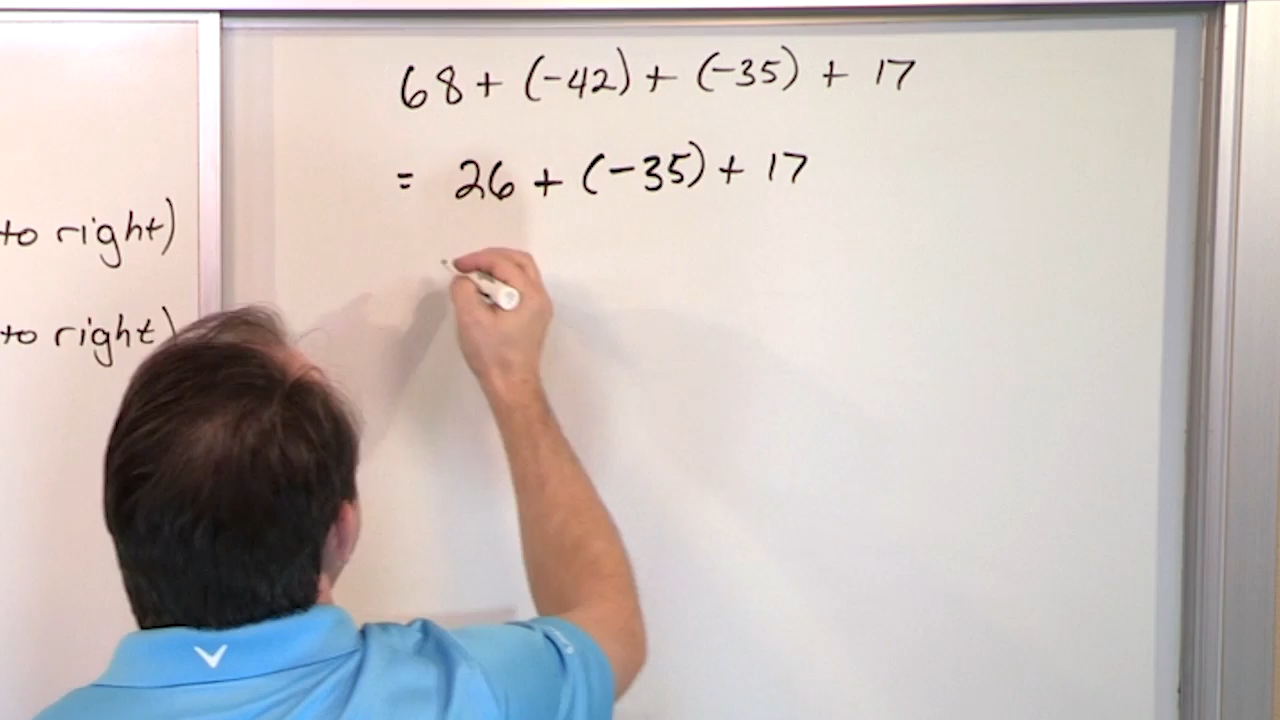 68 + (-42) + (-35) + 17
= 26 + (-35) + 17
to right)
to right)